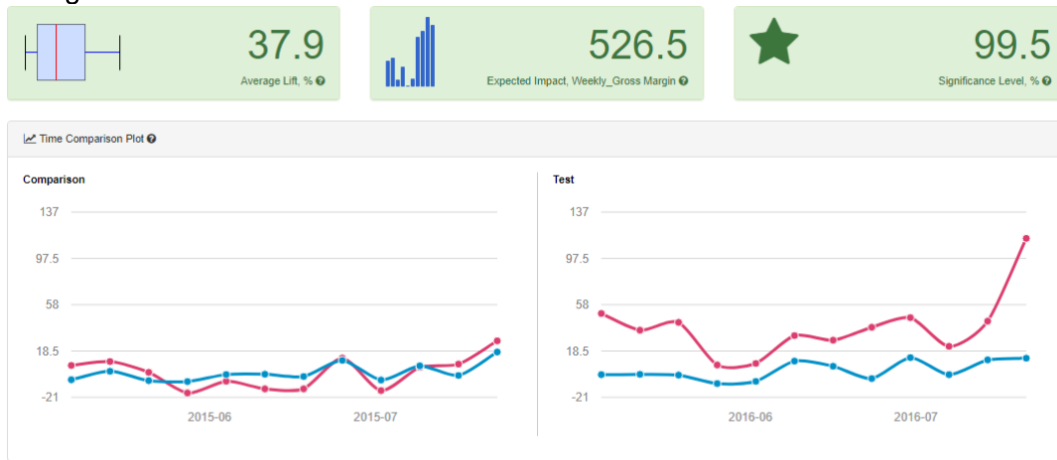 37.9
Average Lift, %
526.5
Expected Impact, Weekly_Gross Margin
99.5
Significance Level, %
Time Comparison Plot
Comparison
137
97.5
58
18.5
-21
2015-06 2015-07
Test
137
97.5
58
18.5
-21
2016-06 2016-07